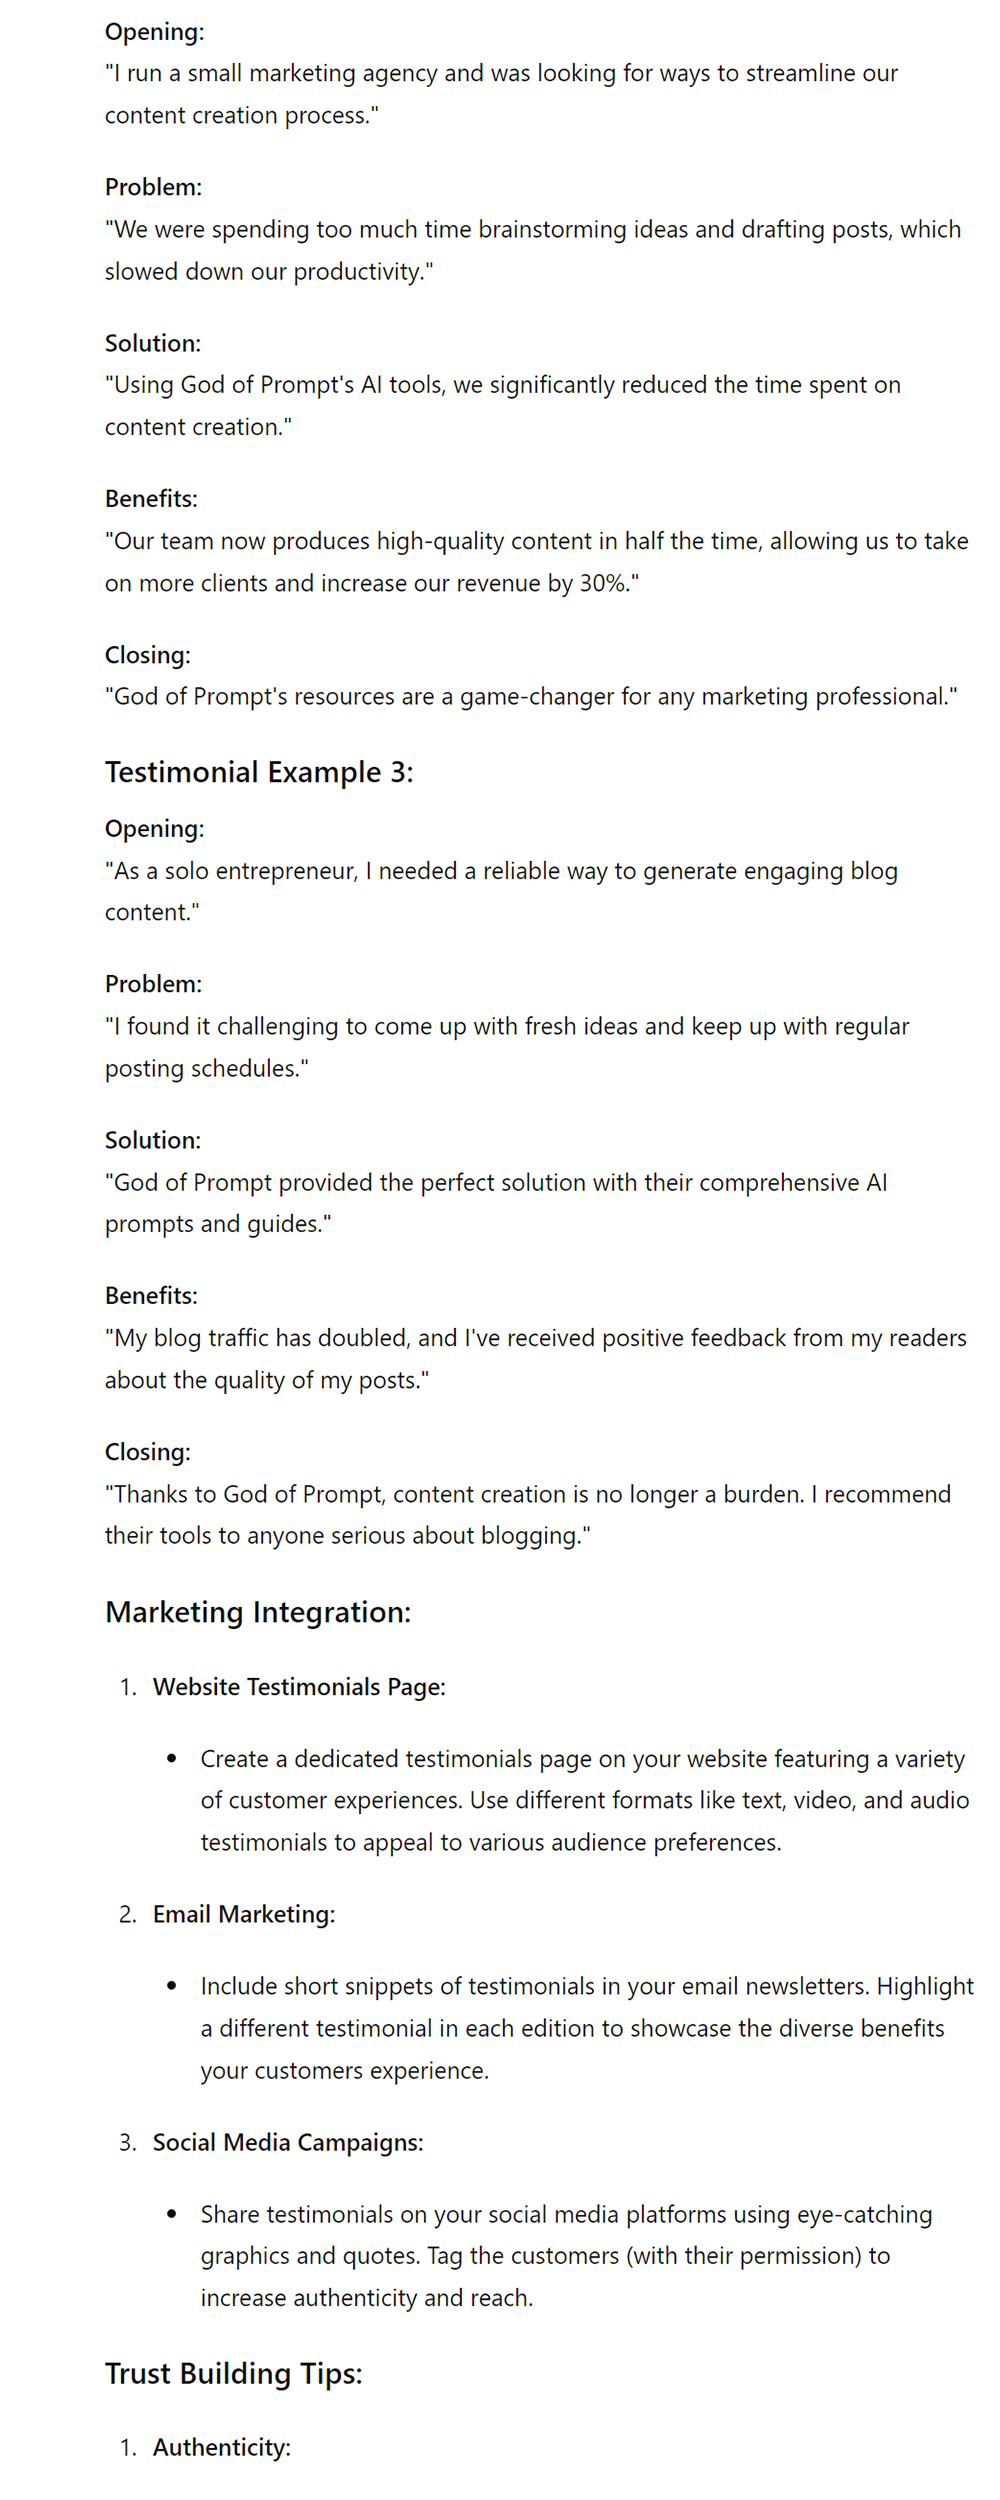 Opening:
"I run a small marketing agency and was looking for ways to streamline our
content creation process."
Problem:
"We were spending too much time brainstorming ideas and drafting posts, which
slowed down our productivity."
Solution:
"Using God of Prompt's AI tools, we significantly reduced the time spent on
content creation."
Benefits:
"Our team now produces high-quality content in half the time, allowing us to take
on more clients and increase our revenue by 30%."
Closing:
"God of Prompt's resources are a game-changer for any marketing professional."
Testimonial Example 3:
Opening:
"As a solo entrepreneur, I needed a reliable way to generate engaging blog
content."
Problem:
"I found it challenging to come up with fresh ideas and keep up with regular
posting schedules."
Solution:
"God of Prompt provided the perfect solution with their comprehensive AI
prompts and guides."
Benefits:
"My blog traffic has doubled, and I've received positive feedback from my readers
about the quality of my posts."
Closing:
"Thanks to God of Prompt, content creation is no longer a burden. I recommend
their tools to anyone serious about blogging."
Marketing Integration:
1. Website Testimonials Page:
• Create a dedicated testimonials page on your website featuring a variety
of customer experiences. Use different formats like text, video, and audio
testimonials to appeal to various audience preferences.
2. Email Marketing:
• Include short snippets of testimonials in your email newsletters. Highlight
a different testimonial in each edition to showcase the diverse benefits
your customers experience.
3. Social Media Campaigns:
• Share testimonials on your social media platforms using eye-catching
graphics and quotes. Tag the customers (with their permission) to
increase authenticity and reach.
Trust Building Tips:
1. Authenticity: